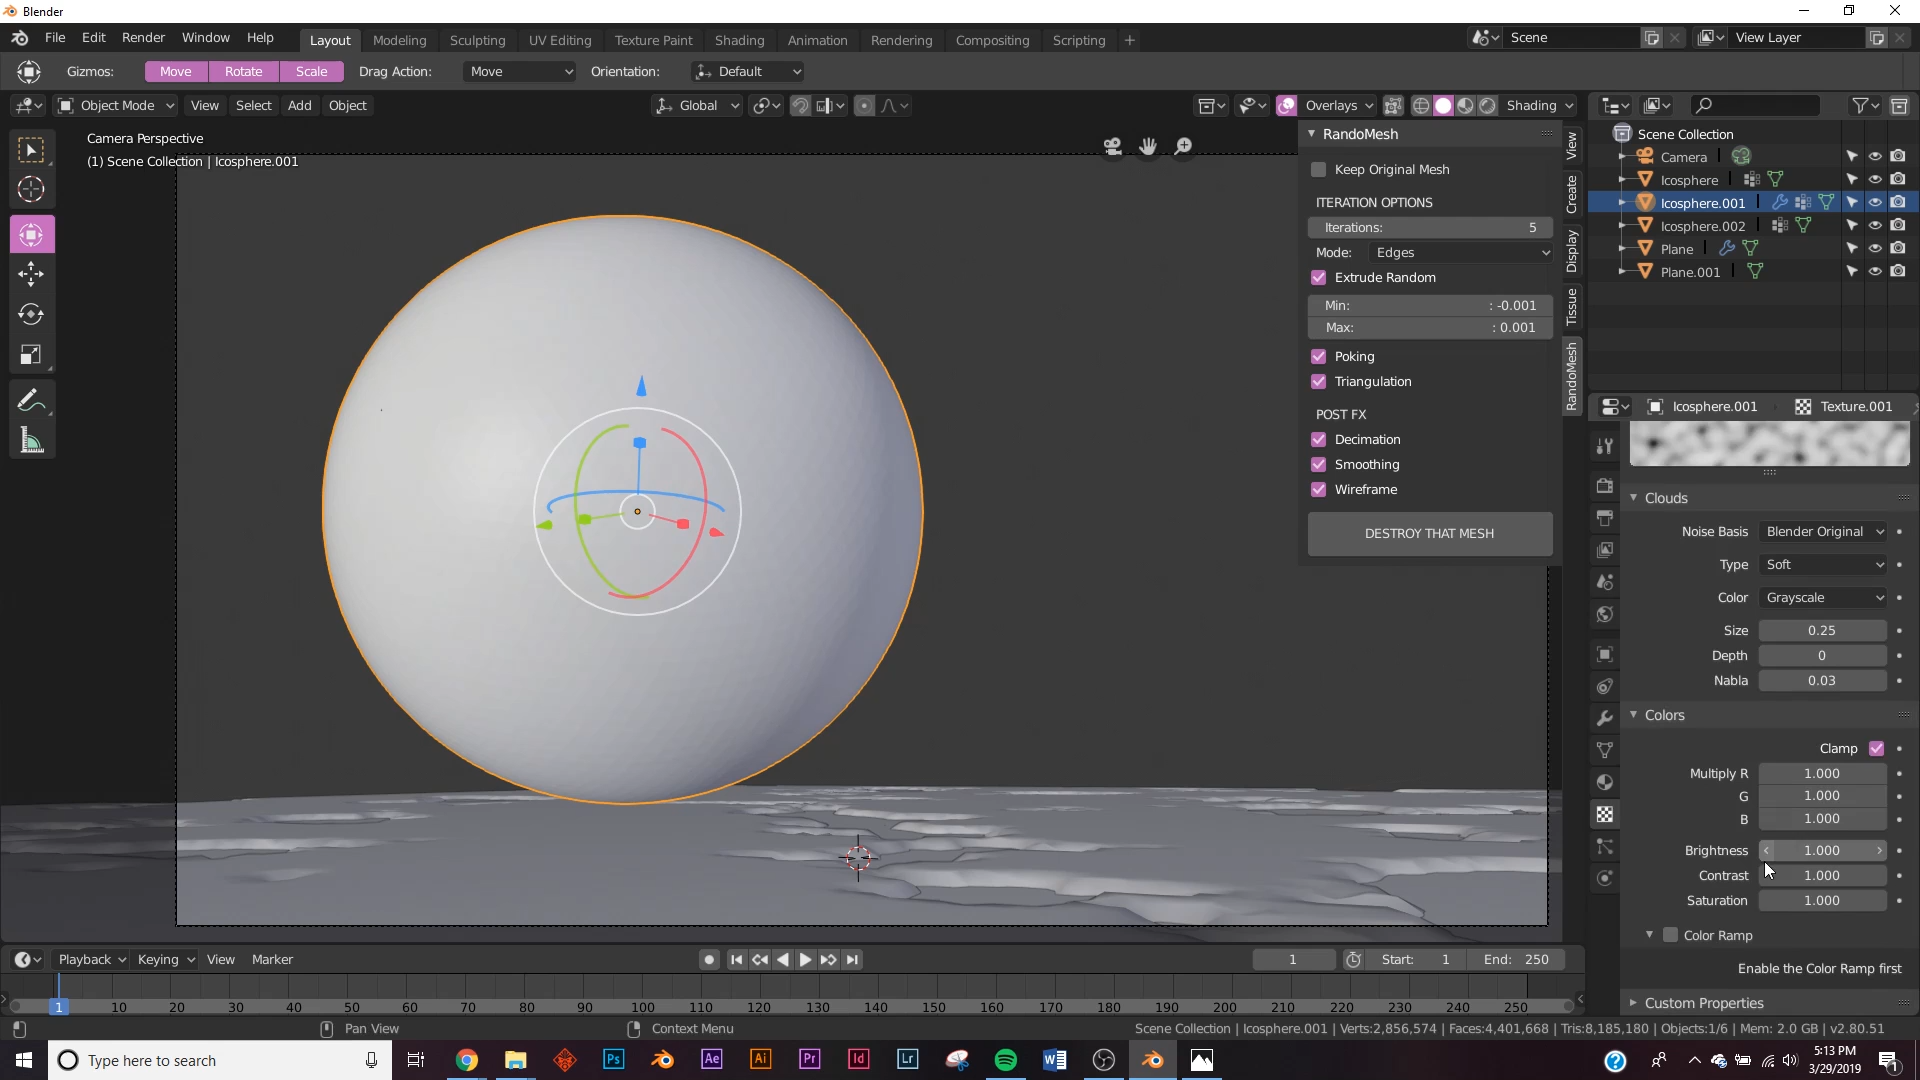 Blender
File Edit Render Window Help Layout Modeling Sculpting UV Editing Texture Paint Shading Animation Rendering Compositing Scripting + Scene View Layer
Gizmos: Move Rotate Scale Drag Action: Move Orientation: Default
Object Mode View Select Add Object Global Overlays Shading
Camera Perspective
(1) Scene Collection | Icosphere.001
RandoMesh
Keep Original Mesh
ITERATION OPTIONS
Iterations: 5
Mode: Edges
Extrude Random
Min: : -0.001
Max: : 0.001
Poking
Triangulation
POST FX
Decimation
Smoothing
Wireframe
DESTROY THAT MESH
View
Create
Display
Tissue
RandoMesh
Scene Collection
Camera
Icosphere
Icosphere.001
Icosphere.002
Plane
Plane.001
Icosphere.001 Texture.001
Clouds
Noise Basis Blender Original
Type Soft
Color Grayscale
Size 0.25
Depth 0
Nabla 0.03
Colors
Clamp
Multiply R 1.000
G 1.000
B 1.000
Brightness 1.000
Contrast 1.000
Saturation 1.000
Color Ramp
Enable the Color Ramp first
Custom Properties
Playback Keying View Marker 1 Start: 1 End: 250
1 10 20 30 40 50 60 70 80 90 100 110 120 130 140 150 160 170 180 190 200 210 220 230 240 250
Pan View Context Menu Scene Collection | Icosphere.001 | Verts:2,856,574 | Faces:4,401,668 | Tris:8,185,180 | Objects:1/6 | Mem: 2.0 GB | v2.80.51
Type here to search
Ps Ae Ai Pr Id Lr
5:13 PM
3/29/2019
1